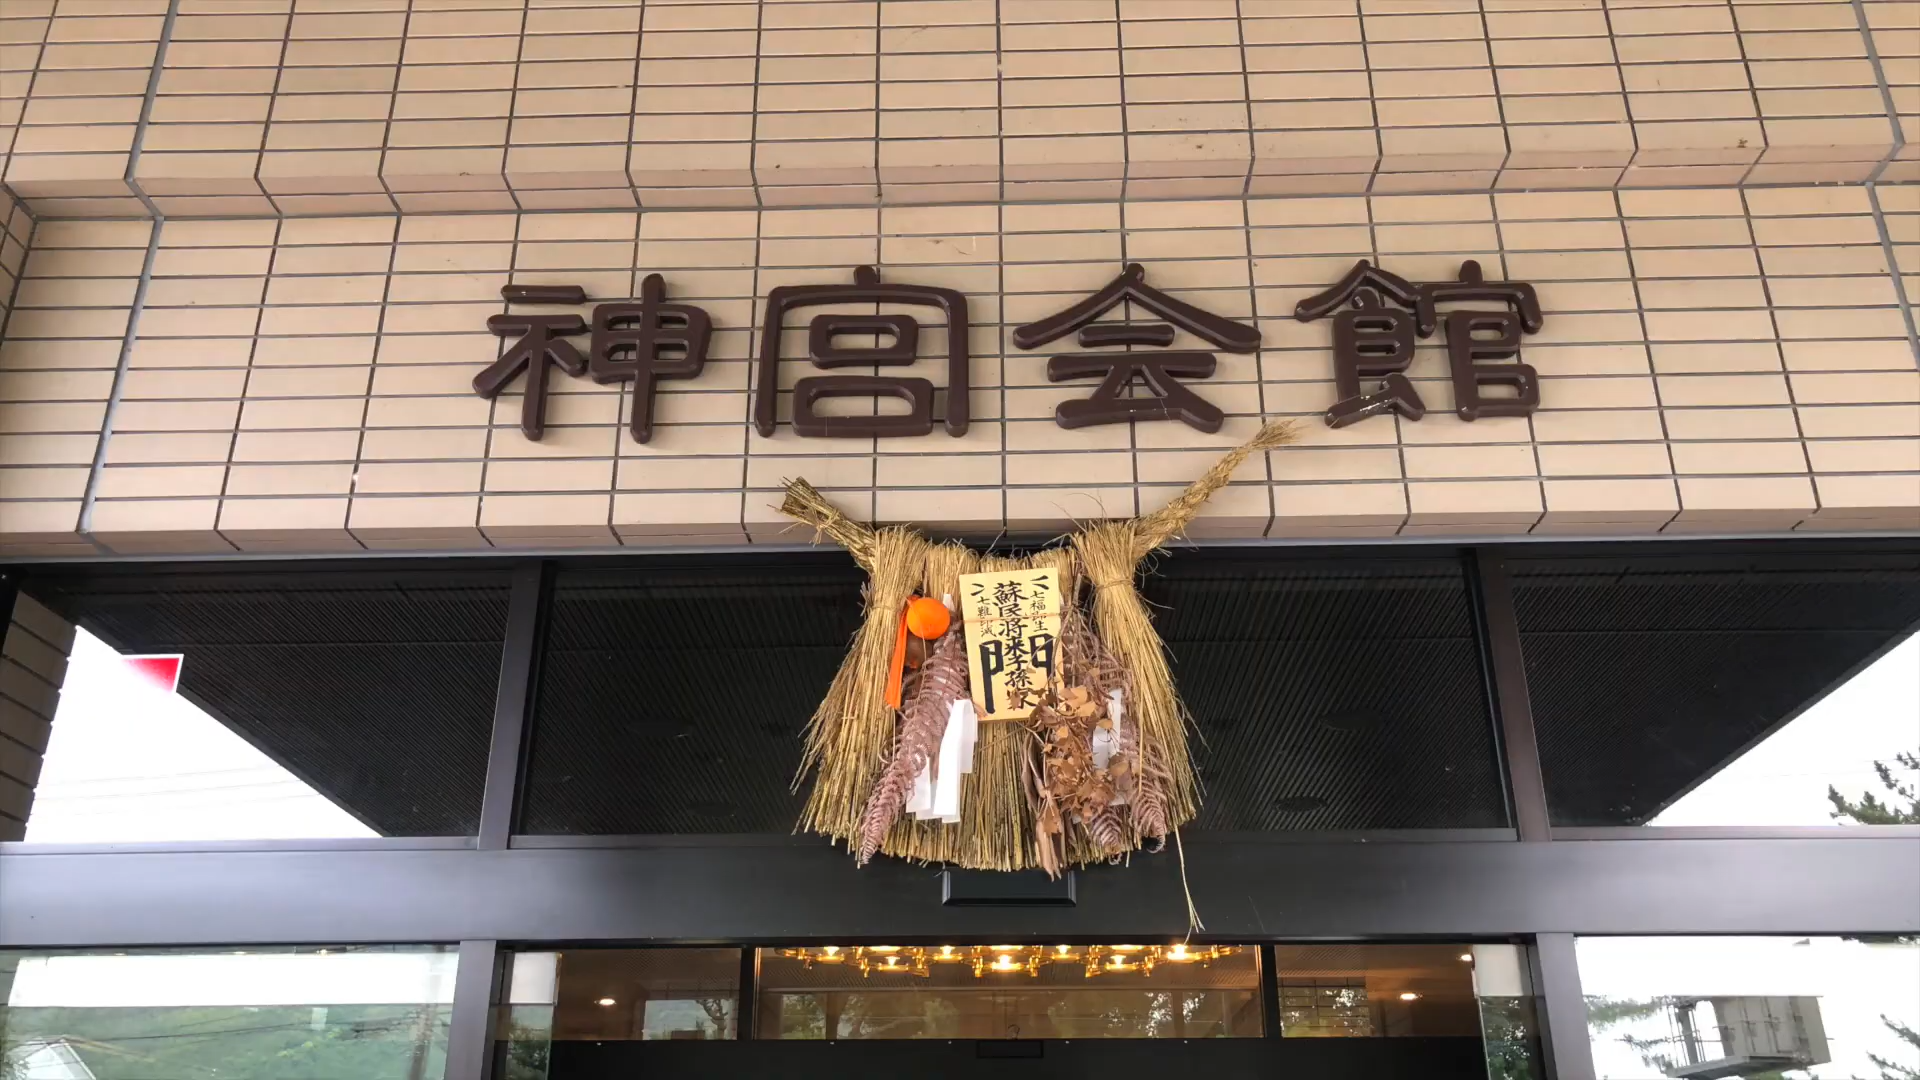 神宮会館
七福即生
蘇民将来子孫家
門
七難即滅